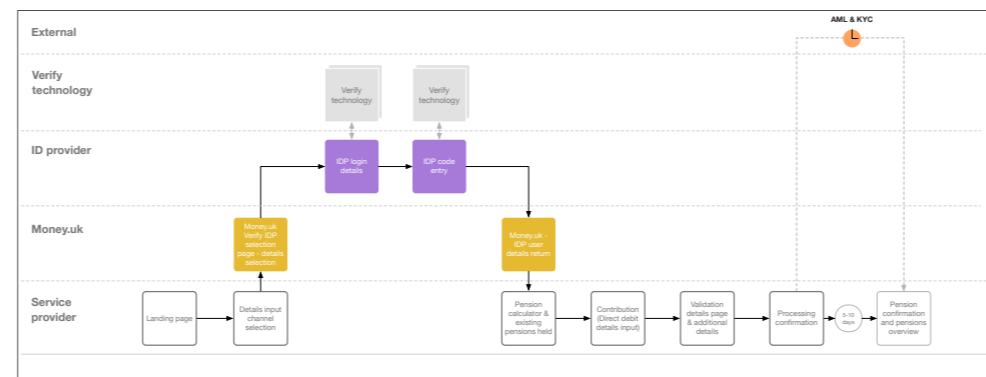 AML & KYC
External
Verify
technology
Verify
technology
Verify
technology
ID provider
IDP login
details
IDP code
entry
Money.uk
Money.uk
Verify IDP
selection
page - details
selection
Money.uk -
IDP user
details return
Service
provider
Landing page
Details input
channel
selection
Pension
calculator &
existing
pensions held
Contribution
(Direct debit
details input)
Validation
details page
& additional
details
Processing
confirmation
5-10
days
Pension
confirmation
and pensions
overview